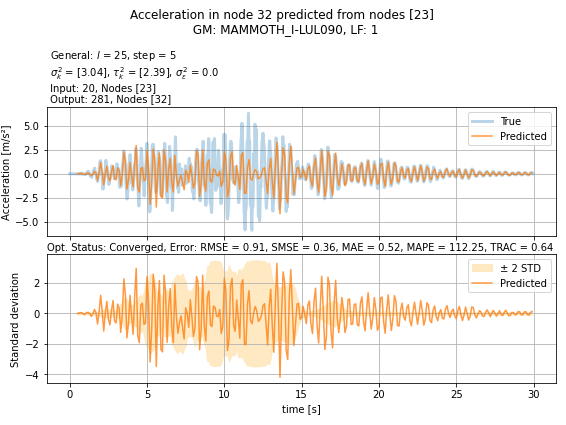 Acceleration in node 32 predicted from nodes [23]
GM: MAMMOTH_I-LUL090, LF: 1
General: l = 25, step = 5
σ²ₖ = [3.04], τ²ₖ = [2.39], σ²ε = 0.0
Input: 20, Nodes [23]
Output: 281, Nodes [32]
Acceleration [m/s²]
5.0
2.5
0.0
−2.5
−5.0
True
Predicted
Opt. Status: Converged, Error: RMSE = 0.91, SMSE = 0.36, MAE = 0.52, MAPE = 112.25, TRAC = 0.64
Standard deviation
2
0
−2
−4
± 2 STD
Predicted
0 5 10 15 20 25 30
time [s]